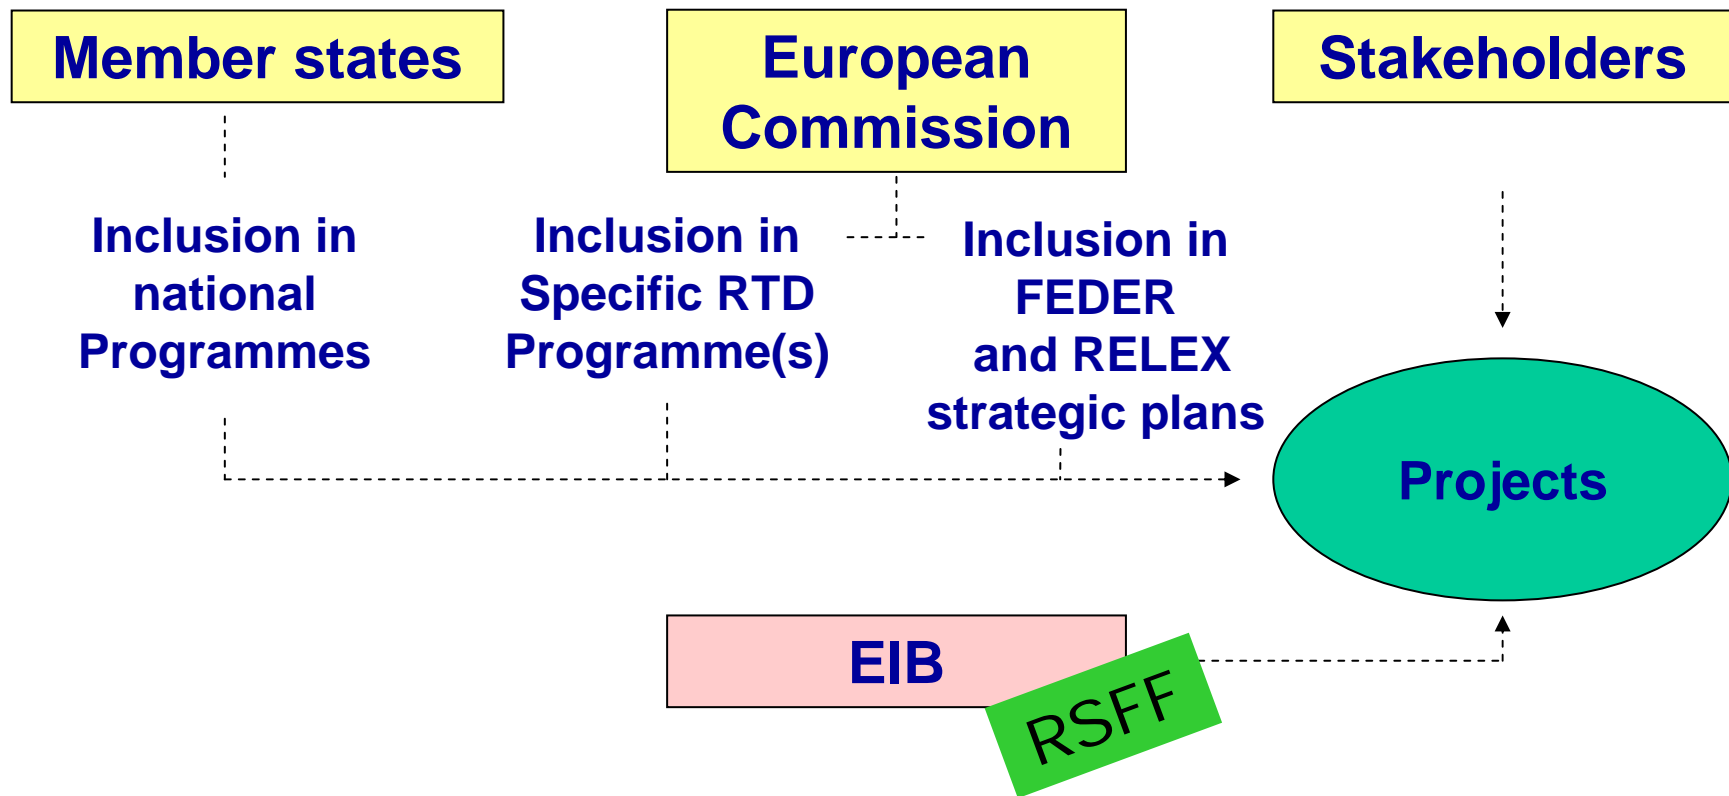 Member states
European
Commission
Stakeholders
Inclusion in
national
Programmes
Inclusion in
Specific RTD
Programme(s)
Inclusion in
FEDER
and RELEX
strategic plans
Projects
EIB
RSFF